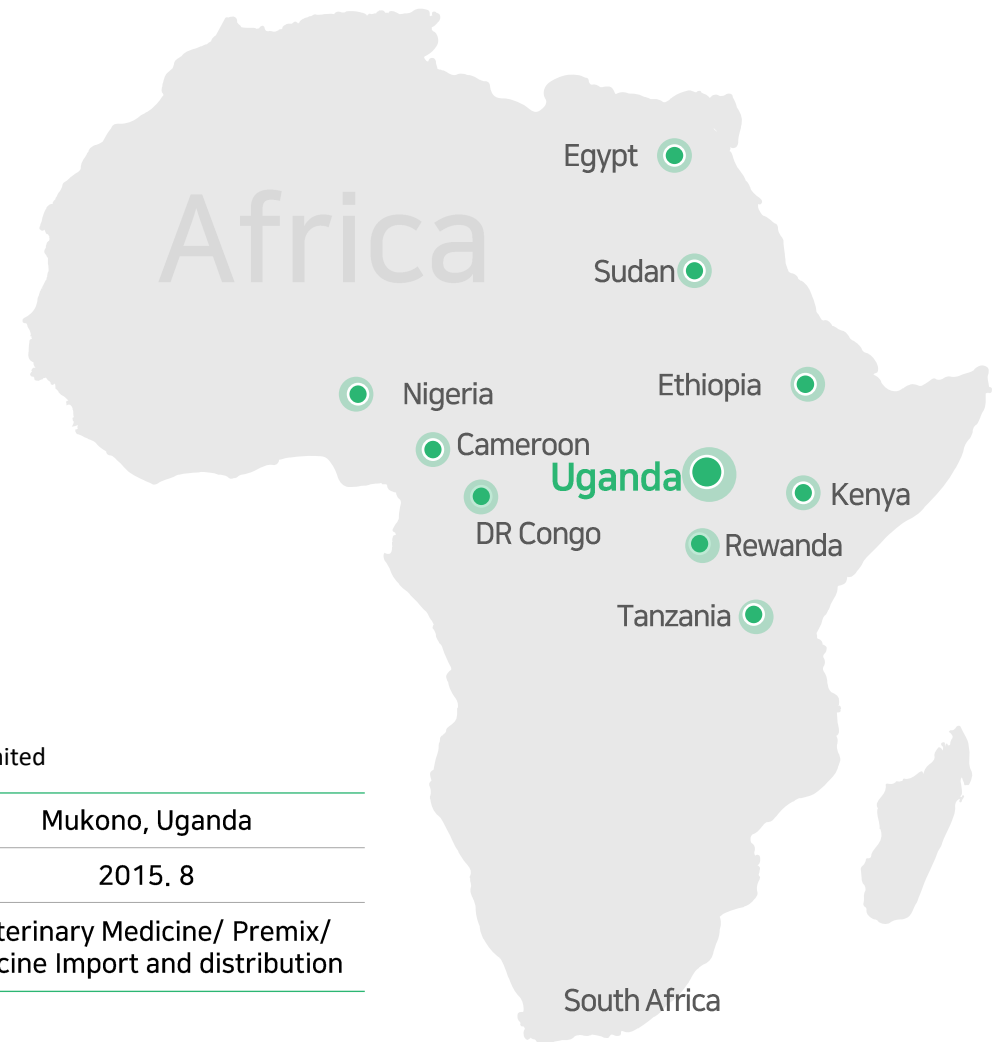 Egypt
Africa
Sudan
Ethiopia
Nigeria
Cameroon
Uganda
Kenya
DR Congo
Rewanda
Tanzania
nited
Mukono, Uganda
2015. 8
terinary Medicine/ Premix/
cine Import and distribution
South Africa